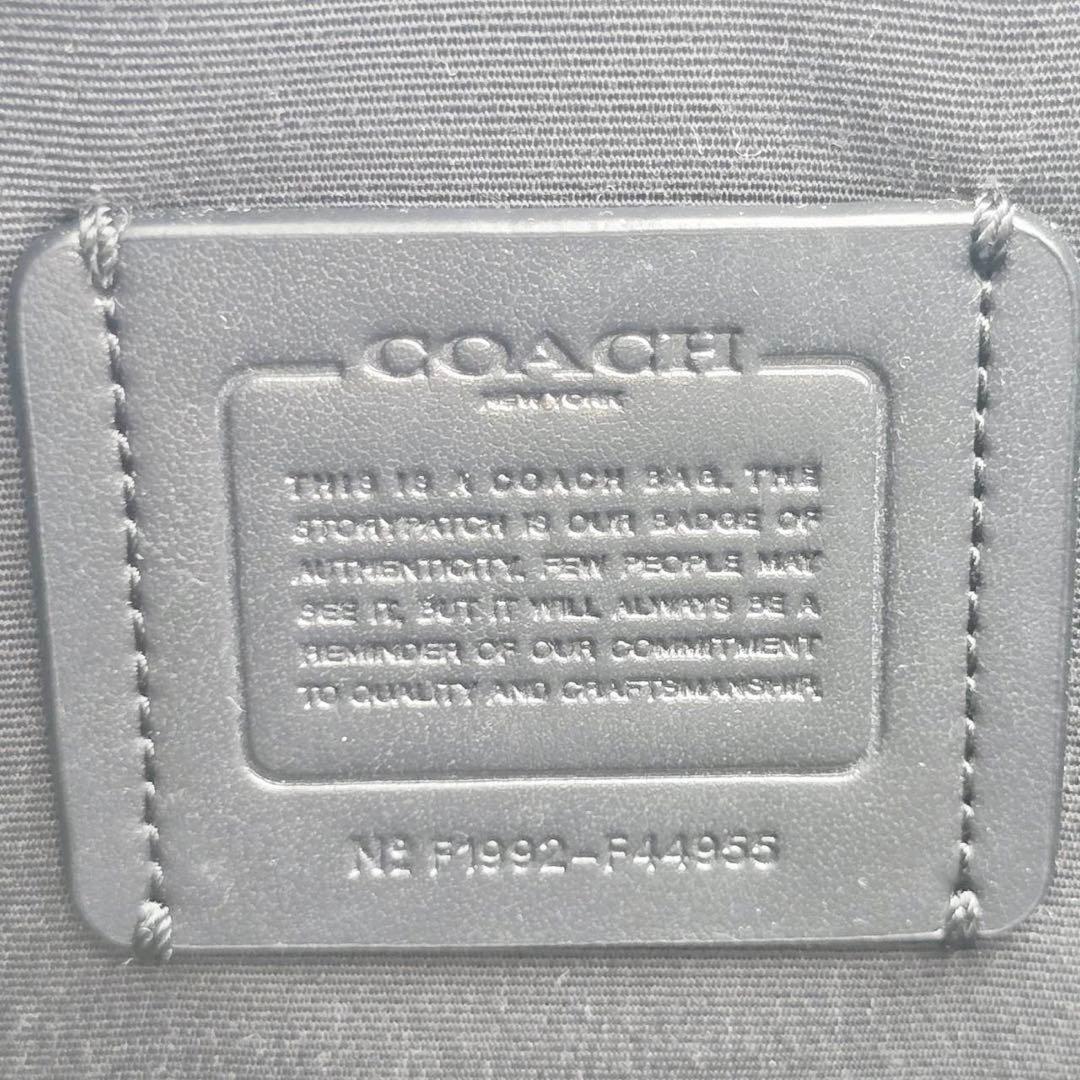 COACH
NEW YORK
THIS IS A COACH BAG. THE
STORYPATCH IS OUR BADGE OF
AUTHENTICITY. FEW PEOPLE MAY
SEE IT, BUT IT WILL ALWAYS BE A
REMINDER OF OUR COMMITMENT
TO QUALITY AND CRAFTSMANSHIP.
Nº F1992-F44955